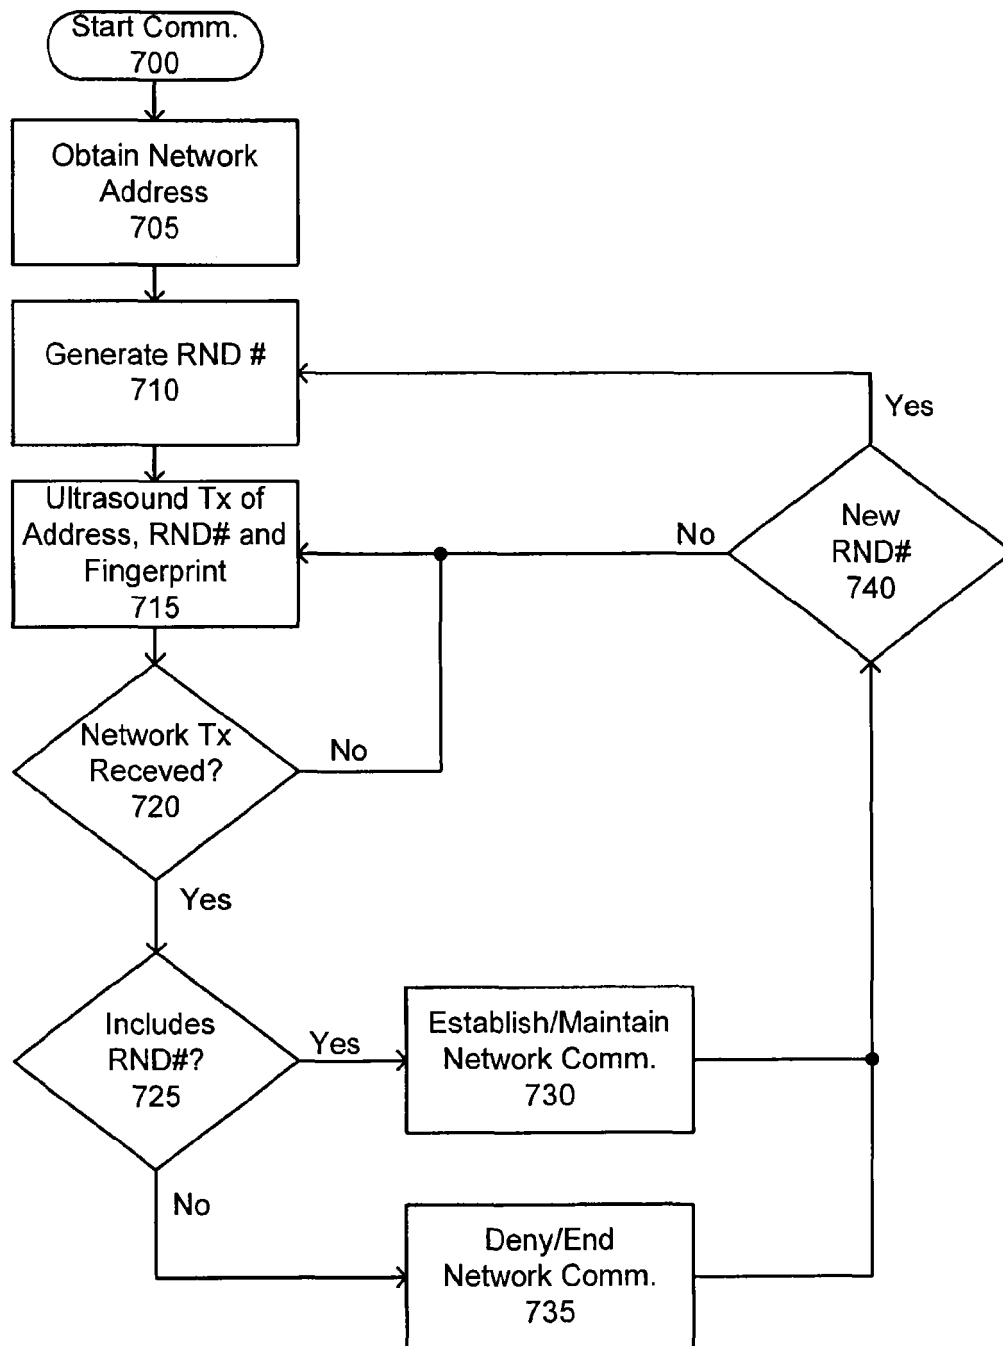 Start Comm.
700
Obtain Network
Address
705
Generate RND #
710
Yes
Ultrasound Tx of
Address, RND# and
Fingerprint
715
No
New
RND#
740
Network Tx
Receved?
720
No
Yes
Includes
RND#?
725
Yes
Establish/Maintain
Network Comm.
730
No
Deny/End
Network Comm.
735